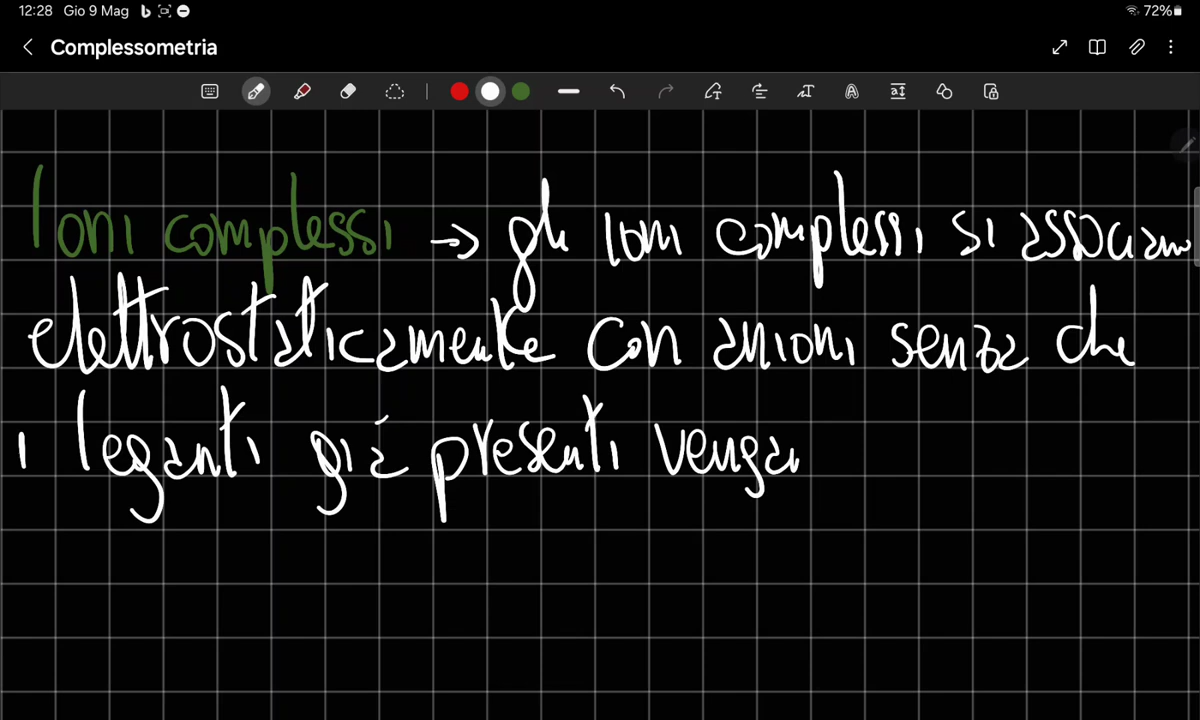 12:28 Gio 9 Mag 72%
Complessometria
Ioni complessi → gli ioni complessi si associano
elettrostaticamente con anioni senza che
i leganti già presenti vengan